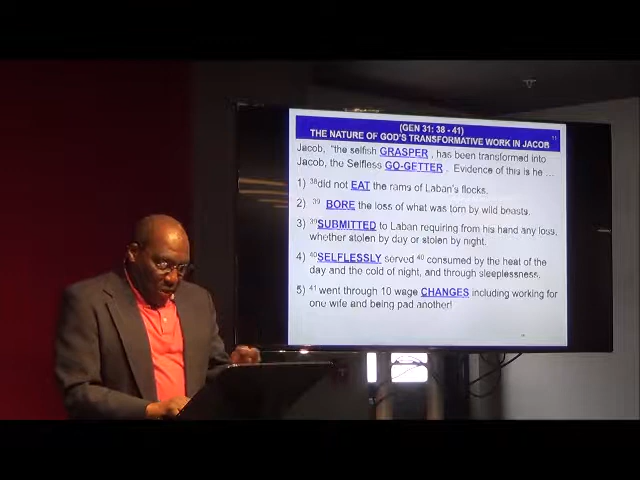 (GEN 31: 38 - 41)
THE NATURE OF GOD'S TRANSFORMATIVE WORK IN JACOB 11
Jacob, "the selfish GRASPER , has been transformed into
Jacob, the Selfless GO-GETTER . Evidence of this is he ...
1) 38did not EAT the rams of Laban's flocks.
2) 39 BORE the loss of what was torn by wild beasts.
3) 39SUBMITTED to Laban requiring from his hand any loss,
whether stolen by day or stolen by night.
4) 40SELFLESSLY served 40 consumed by the heat of the
day and the cold of night, and through sleeplessness.
5) 41 went through 10 wage CHANGES including working for
one wife and being pad another!